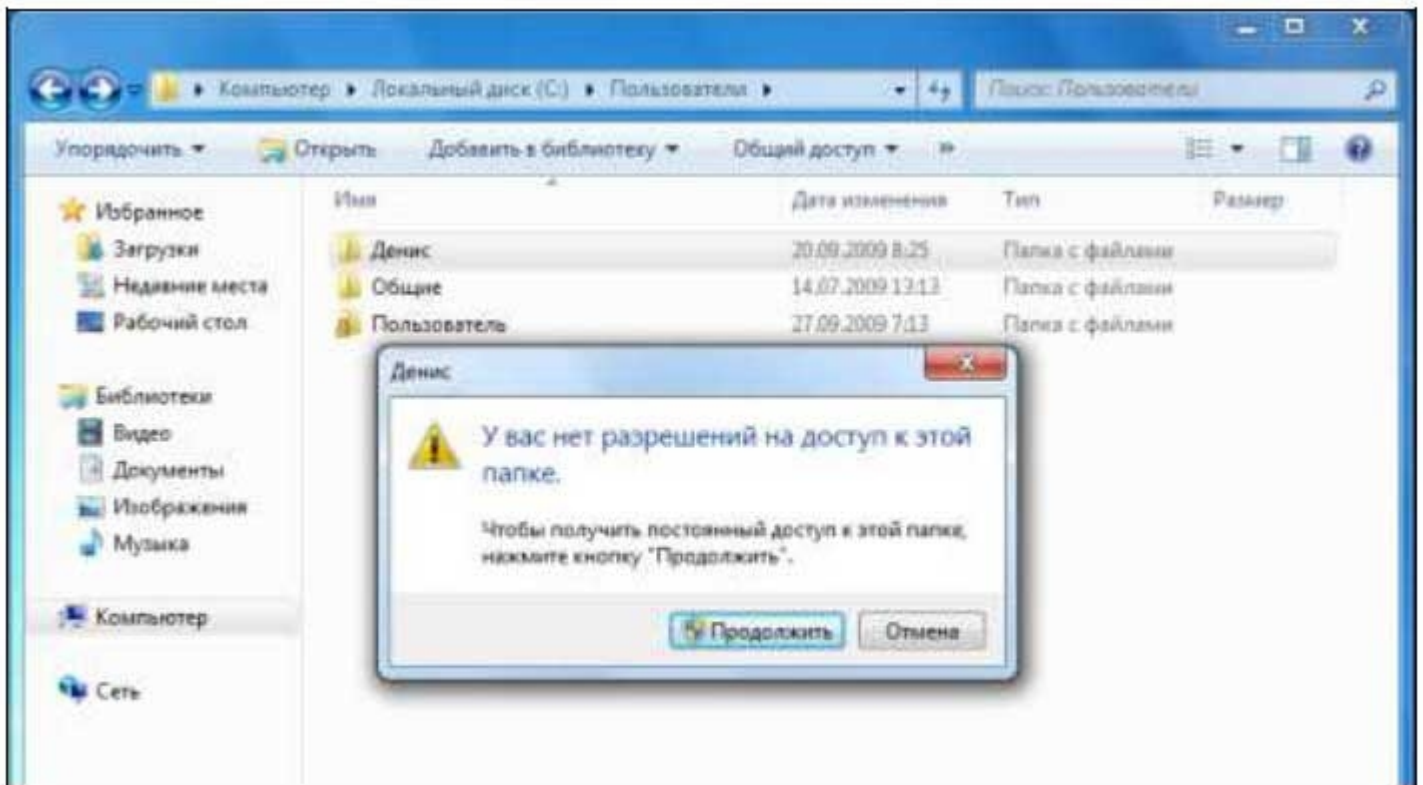 Компьютер ▸ Локальный диск (C:) ▸ Пользователи ▸
Поиск: Пользователи
Упорядочить Открыть Добавить в библиотеку Общий доступ »
Имя Дата изменения Тип Размер
Избранное
Загрузки
Недавние места
Рабочий стол
Библиотеки
Видео
Документы
Изображения
Музыка
Компьютер
Сеть
Денис 20.09.2009 8:25 Папка с файлами
Общие 14.07.2009 13:13 Папка с файлами
Пользователь 27.09.2009 7:13 Папка с файлами
Денис
У вас нет разрешений на доступ к этой
папке.
Чтобы получить постоянный доступ к этой папке,
нажмите кнопку "Продолжить".
Продолжить Отмена